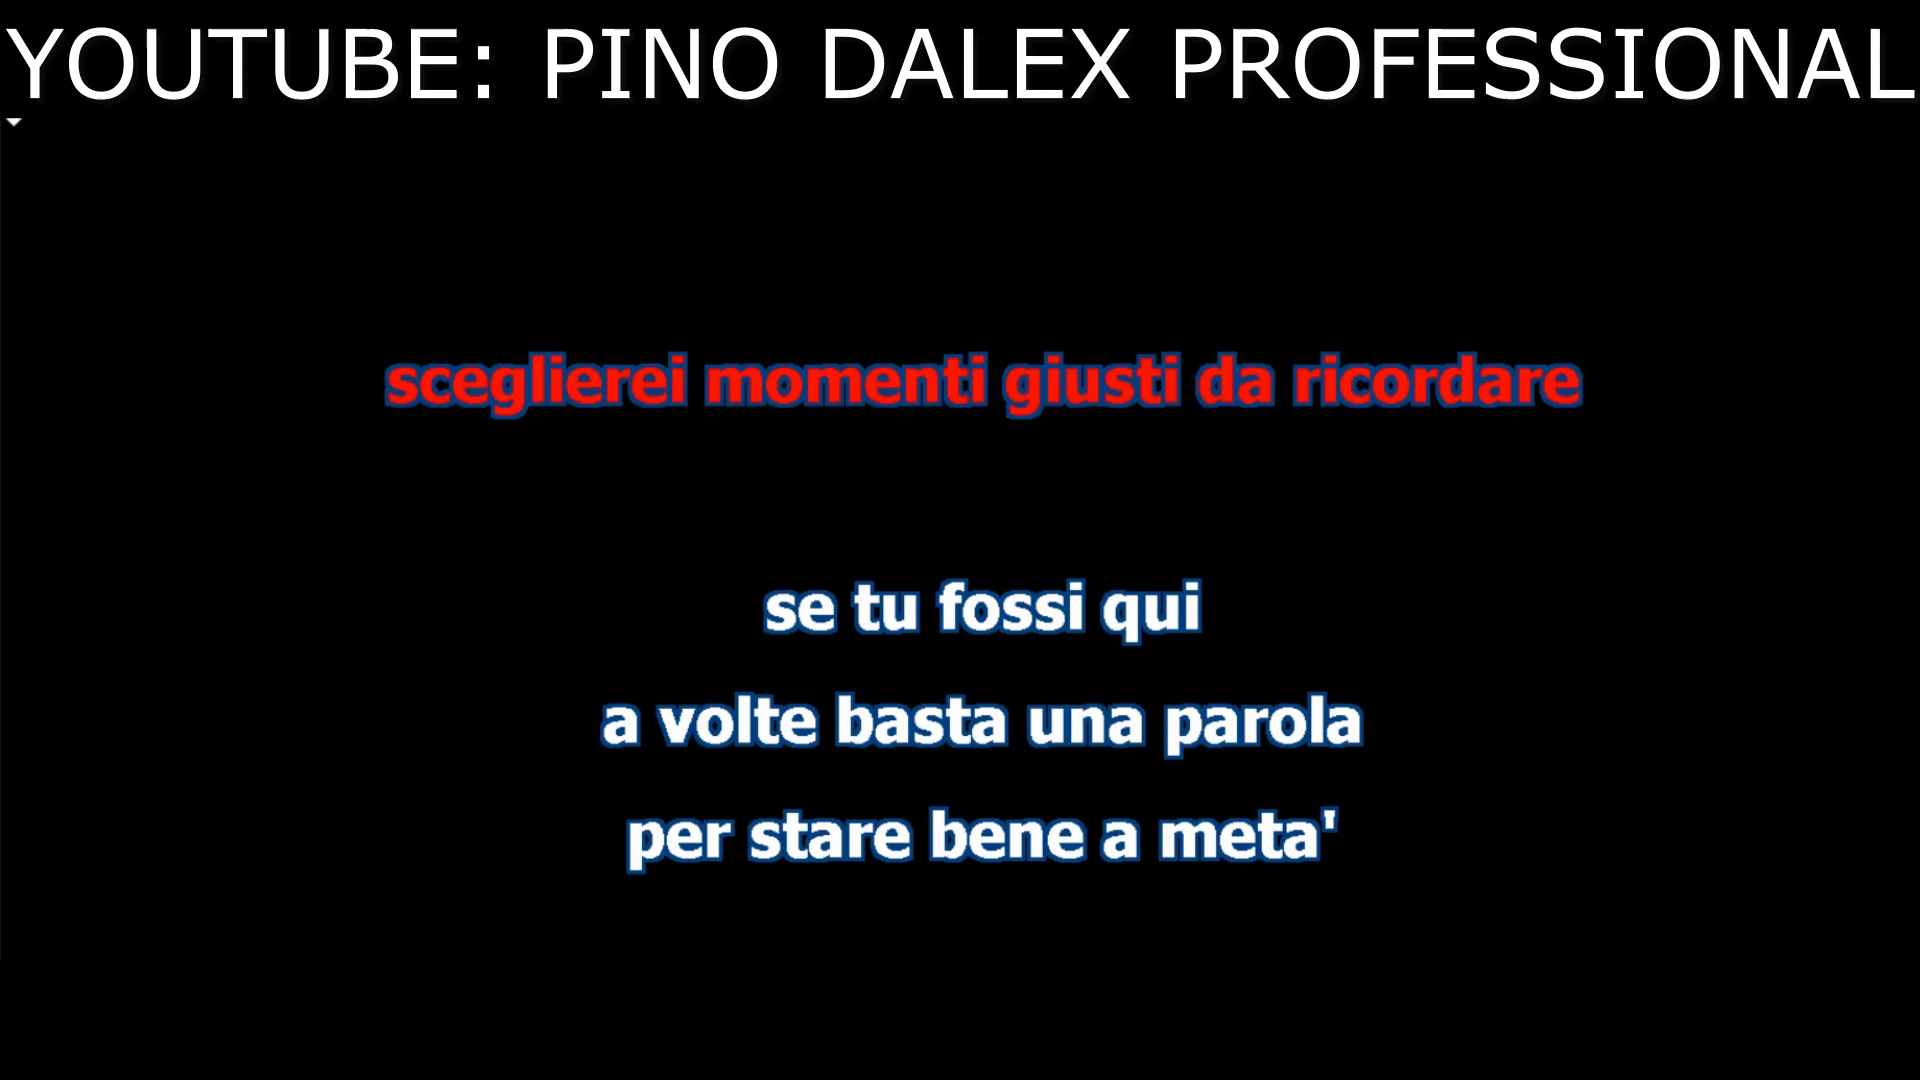 YOUTUBE: PINO DALEX PROFESSIONAL
sceglierei momenti giusti da ricordare
se tu fossi qui
a volte basta una parola
per stare bene a meta'